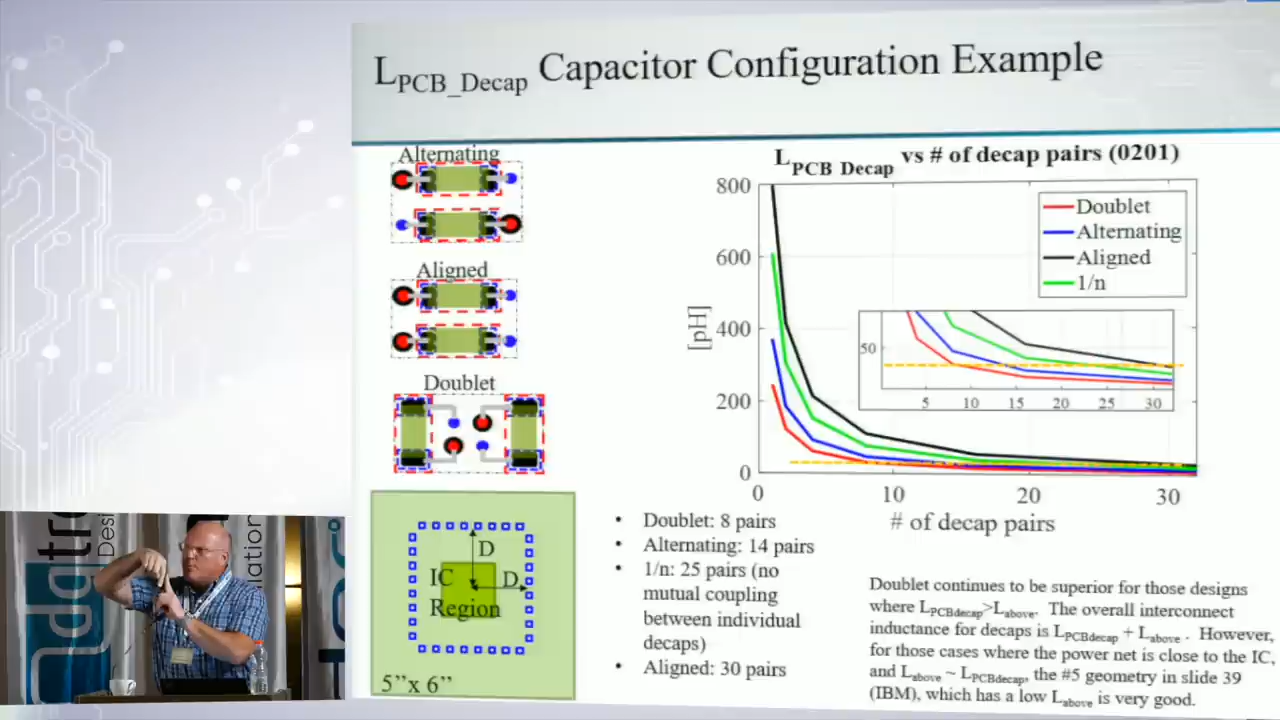 L_PCB_Decap Capacitor Configuration Example
Alternating
Aligned
Doublet
IC
Region
D
D
5”x 6”
L_PCB Decap vs # of decap pairs (0201)
800
600
400
200
0
[pH]
0
10
20
30
# of decap pairs
Doublet
Alternating
Aligned
1/n
50
5
10
15
20
25
30
• Doublet: 8 pairs
• Alternating: 14 pairs
• 1/n: 25 pairs (no
mutual coupling
between individual
decaps)
• Aligned: 30 pairs
Doublet continues to be superior for those designs
where L_PCBdecap>L_above. The overall interconnect
inductance for decaps is L_PCBdecap + L_above . However,
for those cases where the power net is close to the IC,
and L_above ~ L_PCBdecap, the #5 geometry in slide 39
(IBM), which has a low L_above is very good.
Desi